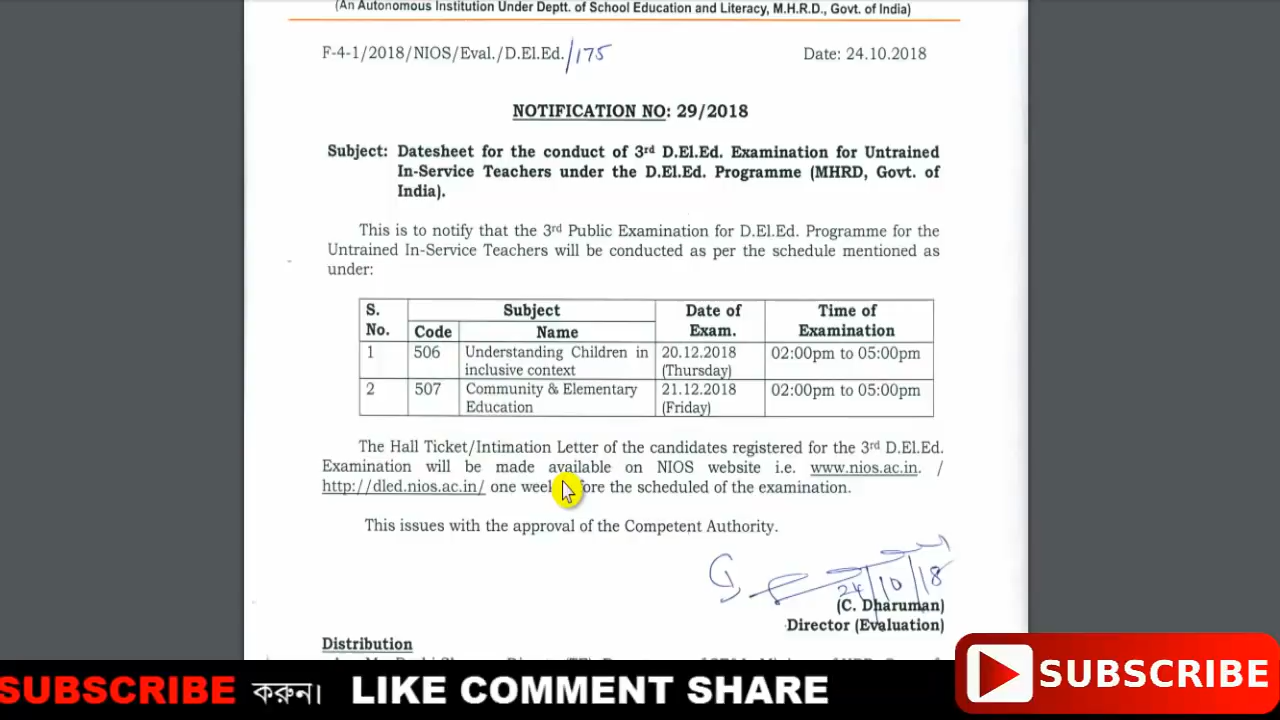 (An Autonomous Institution Under Deptt. of School Education and Literacy, M.H.R.D., Govt. of India)
F-4-1/2018/NIOS/Eval./D.El.Ed./175 Date: 24.10.2018
NOTIFICATION NO: 29/2018
Subject: Datesheet for the conduct of 3rd D.El.Ed. Examination for Untrained
In-Service Teachers under the D.El.Ed. Programme (MHRD, Govt. of
India).
This is to notify that the 3rd Public Examination for D.El.Ed. Programme for the
Untrained In-Service Teachers will be conducted as per the schedule mentioned as
under:
S. No. Subject Date of Exam. Time of Examination
Code Name
1 506 Understanding Children in inclusive context 20.12.2018 (Thursday) 02:00pm to 05:00pm
2 507 Community & Elementary Education 21.12.2018 (Friday) 02:00pm to 05:00pm
The Hall Ticket/Intimation Letter of the candidates registered for the 3rd D.El.Ed.
Examination will be made available on NIOS website i.e. www.nios.ac.in. /
http://dled.nios.ac.in/ one week before the scheduled of the examination.
This issues with the approval of the Competent Authority.
24/10/18
(C. Dharuman)
Director (Evaluation)
Distribution
SUBSCRIBE করুন। LIKE COMMENT SHARE
SUBSCRIBE